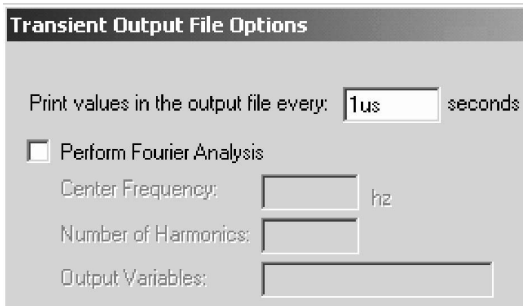 Transient Output File Options
Print values in the output file every: 1us seconds
Perform Fourier Analysis
Center Frequency: hz
Number of Harmonics:
Output Variables: